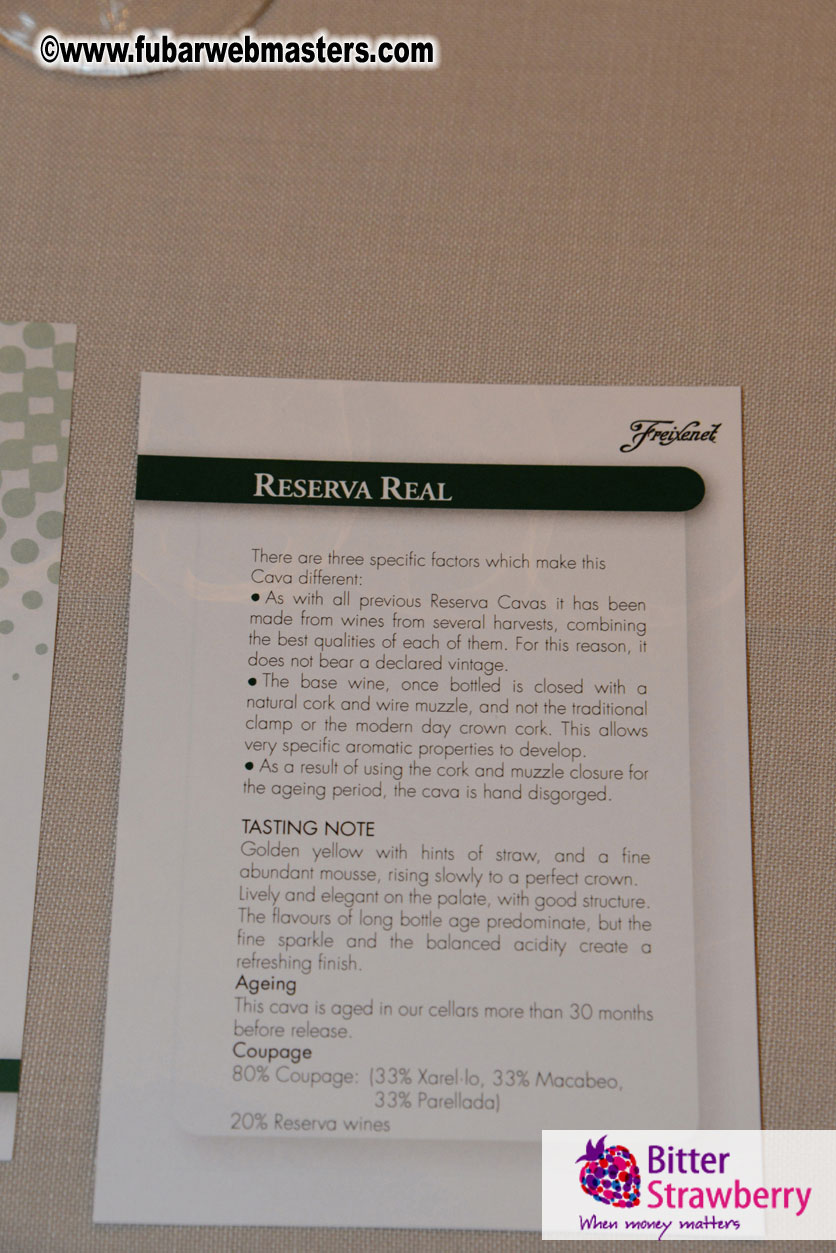 ©www.fubarwebmasters.com
Freixenet
RESERVA REAL
There are three specific factors which make this
Cava different:
• As with all previous Reserva Cavas it has been
made from wines from several harvests, combining
the best qualities of each of them. For this reason, it
does not bear a declared vintage.
• The base wine, once bottled is closed with a
natural cork and wire muzzle, and not the traditional
clamp or the modern day crown cork. This allows
very specific aromatic properties to develop.
• As a result of using the cork and muzzle closure for
the ageing period, the cava is hand disgorged.
TASTING NOTE
Golden yellow with hints of straw, and a fine
abundant mousse, rising slowly to a perfect crown.
Lively and elegant on the palate, with good structure.
The flavours of long bottle age predominate, but the
fine sparkle and the balanced acidity create a
refreshing finish.
Ageing
This cava is aged in our cellars more than 30 months
before release.
Coupage
80% Coupage: (33% Xarel·lo, 33% Macabeo,
33% Parellada)
20% Reserva wines
Bitter
Strawberry
When money matters